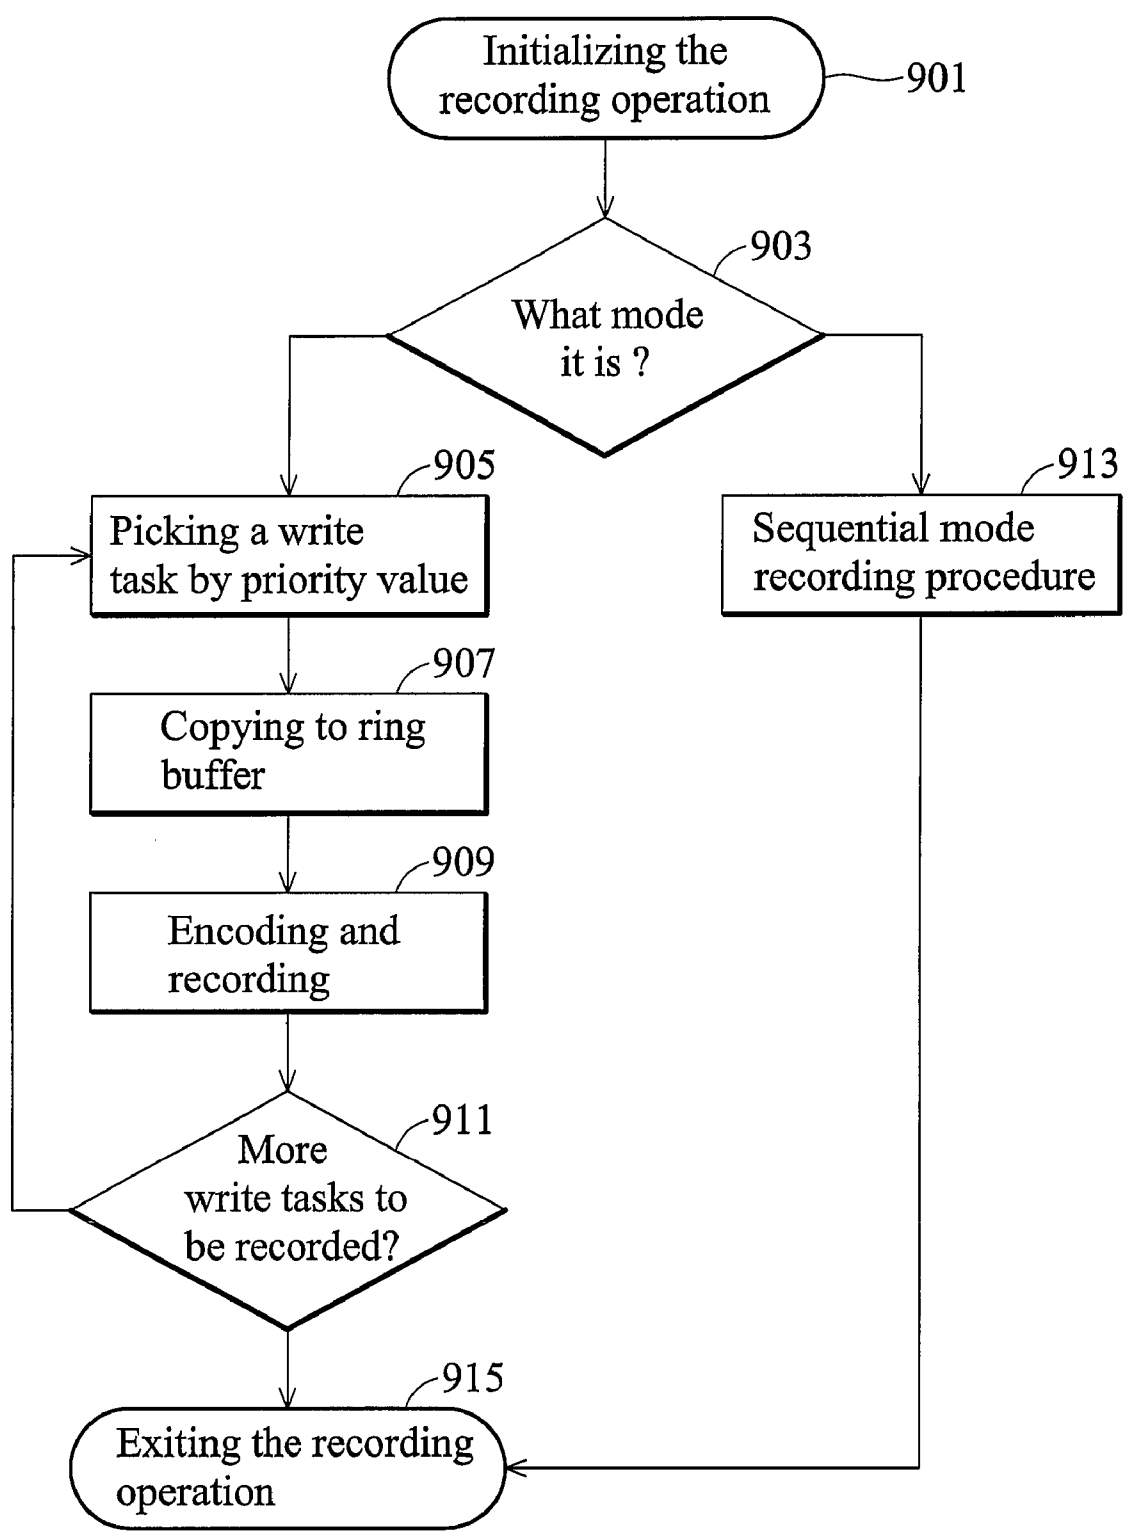 Initializing the
recording operation
901
903
What mode
it is ?
905
Picking a write
task by priority value
913
Sequential mode
recording procedure
907
Copying to ring
buffer
909
Encoding and
recording
911
More
write tasks to
be recorded?
915
Exiting the recording
operation